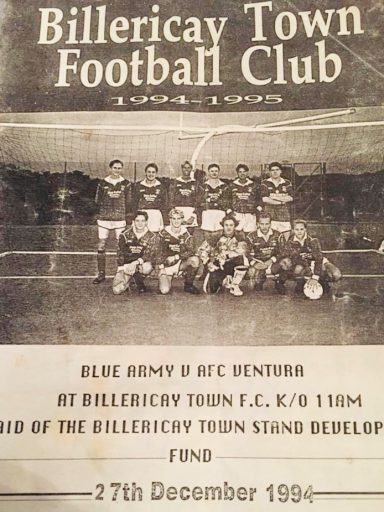 Billericay Town
Football Club
1994-1995
BLUE ARMY V AFC VENTURA
AT BILLERICAY TOWN F.C. K/O 11AM
AID OF THE BILLERICAY TOWN STAND DEVELOP
FUND
27th December 1994